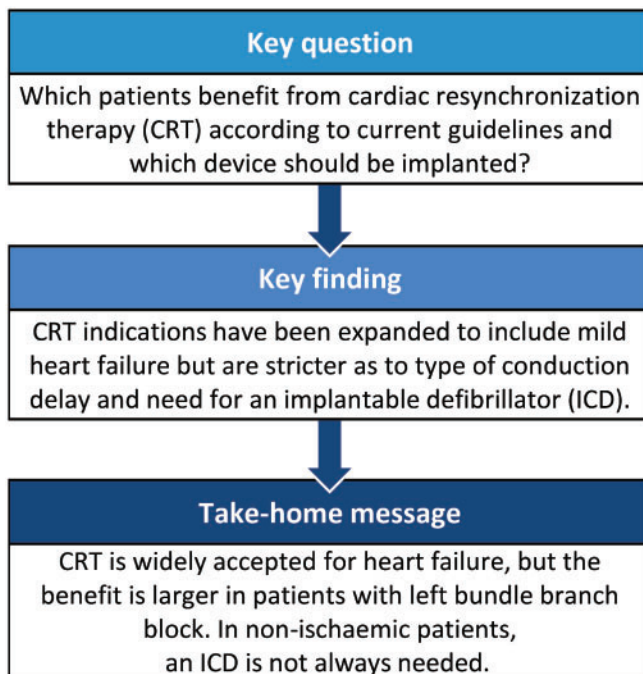 Key question
Which patients benefit from cardiac resynchronization
therapy (CRT) according to current guidelines and
which device should be implanted?
Key finding
CRT indications have been expanded to include mild
heart failure but are stricter as to type of conduction
delay and need for an implantable defibrillator (ICD).
Take-home message
CRT is widely accepted for heart failure, but the
benefit is larger in patients with left bundle branch
block. In non-ischaemic patients,
an ICD is not always needed.